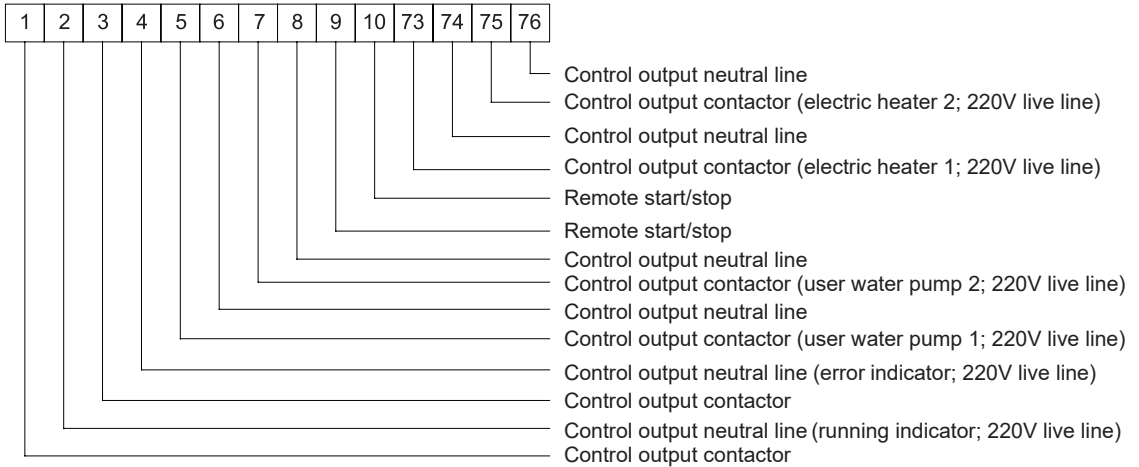 1 2 3 4 5 6 7 8 9 10 73 74 75 76
Control output neutral line
Control output contactor (electric heater 2; 220V live line)
Control output neutral line
Control output contactor (electric heater 1; 220V live line)
Remote start/stop
Remote start/stop
Control output neutral line
Control output contactor (user water pump 2; 220V live line)
Control output neutral line
Control output contactor (user water pump 1; 220V live line)
Control output neutral line (error indicator; 220V live line)
Control output contactor
Control output neutral line (running indicator; 220V live line)
Control output contactor